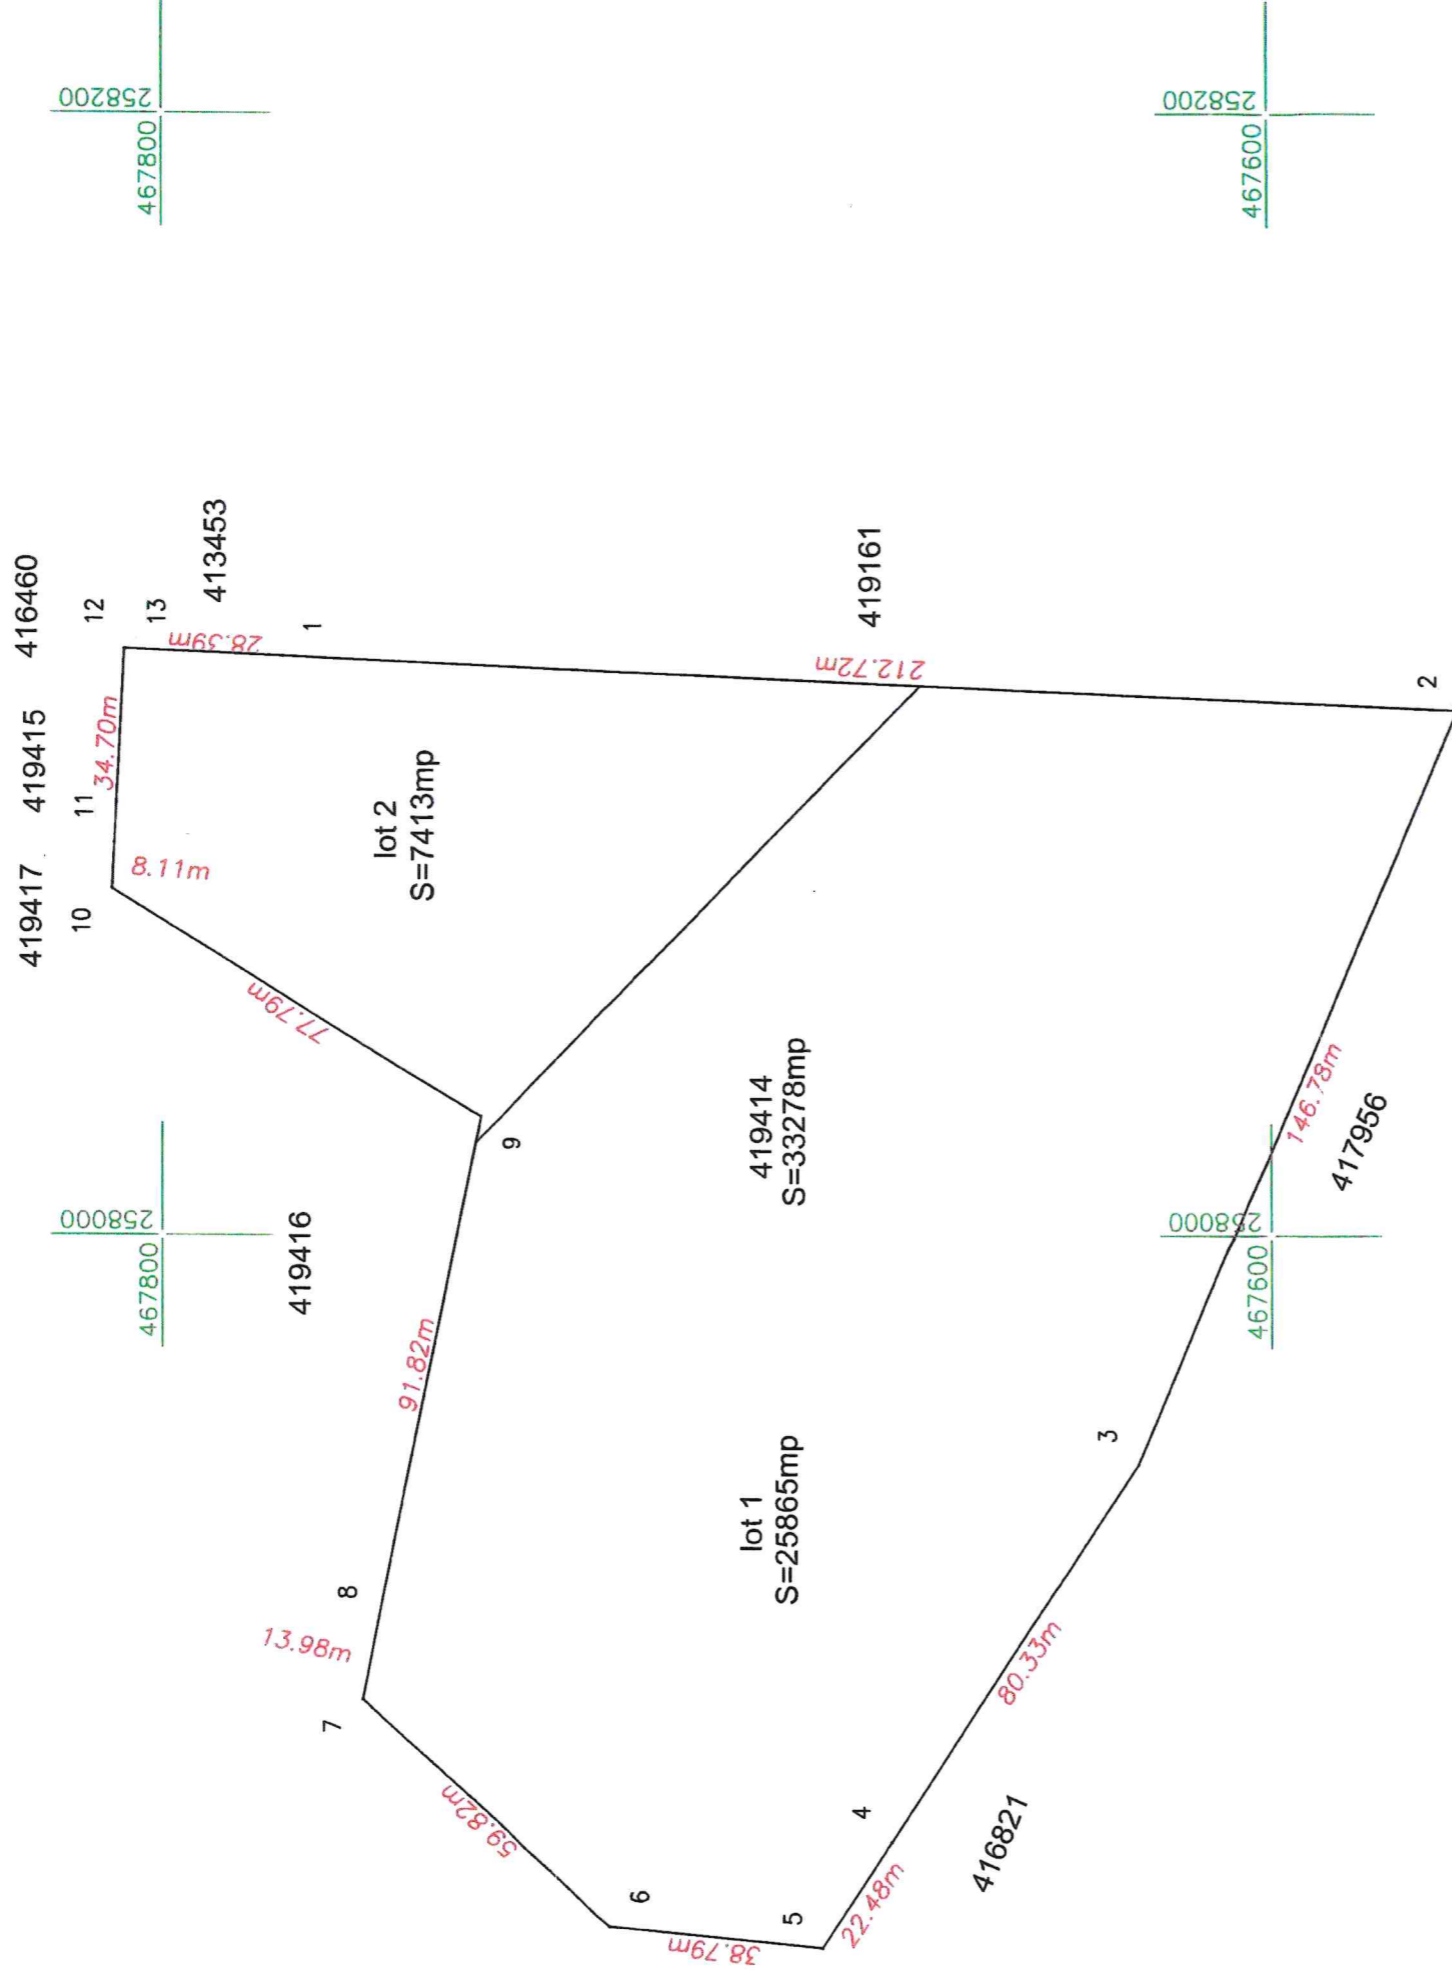 419417 419415 416460
10
11
12
13
34.70m
8.11m
28.39m
413453
1
77.79m
lot 2
S=7413mp
419161
212.72m
2
9
419416
91.82m
13.98m
8
7
59.82m
6
38.79m
5
22.48m
4
416821
80.33m
3
146.78m
417956
419414
S=33278mp
lot 1
S=25865mp
467800
258000
467800
258200
467600
258000
467600
258200